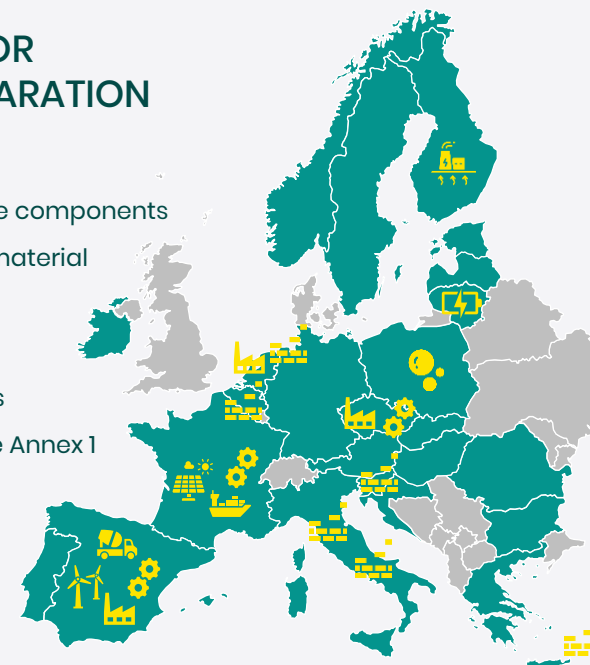 OR
ARATION
e components
material
s
e Annex 1